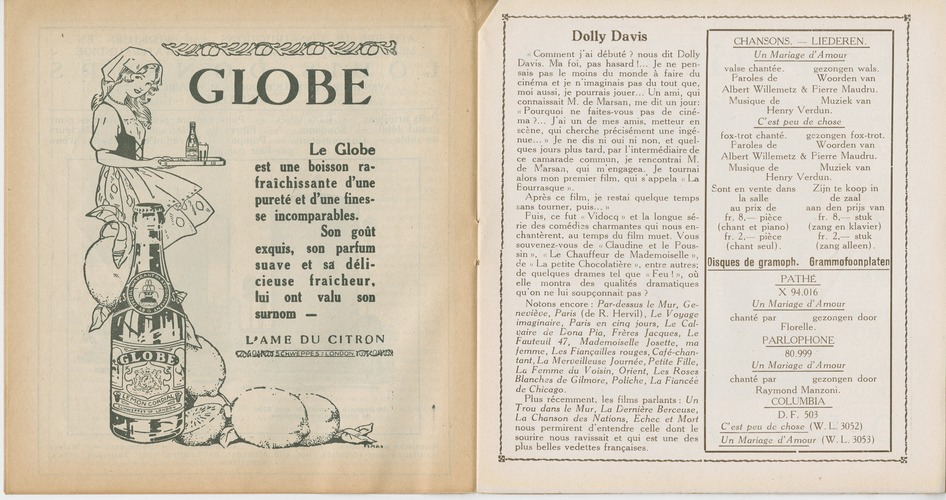 GLOBE
Le Globe
est une boisson ra-
fraîchissante d'une
pureté et d'une fines-
se incomparables.
Son goût
exquis, son parfum
suave et sa déli-
cieuse fraicheur,
lui ont valu son
surnom —
L'AME DU CITRON
SCHWEPPES LONDON
GLOBE
LEMON CORDIAL
Dolly Davis
« Comment j'ai débuté ? nous dit Dolly
Davis. Ma foi, pas hasard !... Je ne pen-
sais pas le moins du monde à faire du
cinéma et je n'imaginais pas du tout que,
moi aussi, je pourrais jouer... Un ami, qui
connaissait M. de Marsan, me dit un jour:
« Pourquoi ne faites-vous pas de ciné-
ma ?... J'ai un de mes amis, metteur en
scène, qui cherche précisément une ingé-
nue... » Je ne dis ni oui ni non, et quel-
ques jours plus tard, par l'intermédiaire de
ce camarade commun, je rencontrai M.
de Marsan, qui m'engagea. Je tournai
alors mon premier film, qui s'appela « La
Bourrasque ».
Après ce film, je restai quelque temps
sans tourner, puis... »
Puis, ce fut « Vidocq » et la longue sé-
rie des comédies charmantes qui nous en-
chantèrent, au temps du film muet. Vous
souvenez-vous de « Claudine et le Pous-
sin », « Le Chauffeur de Mademoiselle »,
de « La petite Chocolatière », entre autres;
de quelques drames tel que « Feu ! », où
elle montra des qualités dramatiques
qu'on ne lui soupçonnait pas ?
Notons encore : Par-dessus le Mur, Ge-
neviève, Paris (de R. Hervil), Le Voyage
imaginaire, Paris en cinq jours, Le Cal-
vaire de Dona Pia, Frères Jacques, Le
Fauteuil 47, Mademoiselle Josette, ma
femme, Les Fiançailles rouges, Café-chan-
tant, La Merveilleuse Journée, Petite Fille,
La Femme du Voisin, Orient, Les Roses
Blanches de Gilmore, Poliche, La Fiancée
de Chicago.
Plus récemment, les films parlants : Un
Trou dans le Mur, La Dernière Berceuse,
La Chanson des Nations, Echec et Mort
nous permirent d'entendre celle dont le
sourire nous ravissait et qui est une des
plus belles vedettes françaises.
CHANSONS. — LIEDEREN.
Un Mariage d'Amour
valse chantée. gezongen wals.
Paroles de Woorden van
Albert Willemetz & Pierre Maudru.
Musique de Muziek van
Henry Verdun.
C'est peu de chose
fox-trot chanté. gezongen fox-trot.
Paroles de Woorden van
Albert Willemetz & Pierre Maudru.
Musique de Muziek van
Henry Verdun.
Sont en vente dans Zijn te koop in
la salle de zaal
au prix de aan den prijs van
fr. 8,— pièce fr. 8,— stuk
(chant et piano) (zang en klavier)
fr. 2,— pièce fr. 2,— stuk
(chant seul). (zang alleen).
Disques de gramoph. Grammofoonplaten
PATHÉ
X 94.016
Un Mariage d'Amour
chanté par gezongen door
Florelle.
PARLOPHONE
80.999
Un Mariage d'Amour
chanté par gezongen door
Raymond Manzoni.
COLUMBIA
D. F. 503
C'est peu de chose (W. L. 3052)
Un Mariage d'Amour (W. L. 3053)